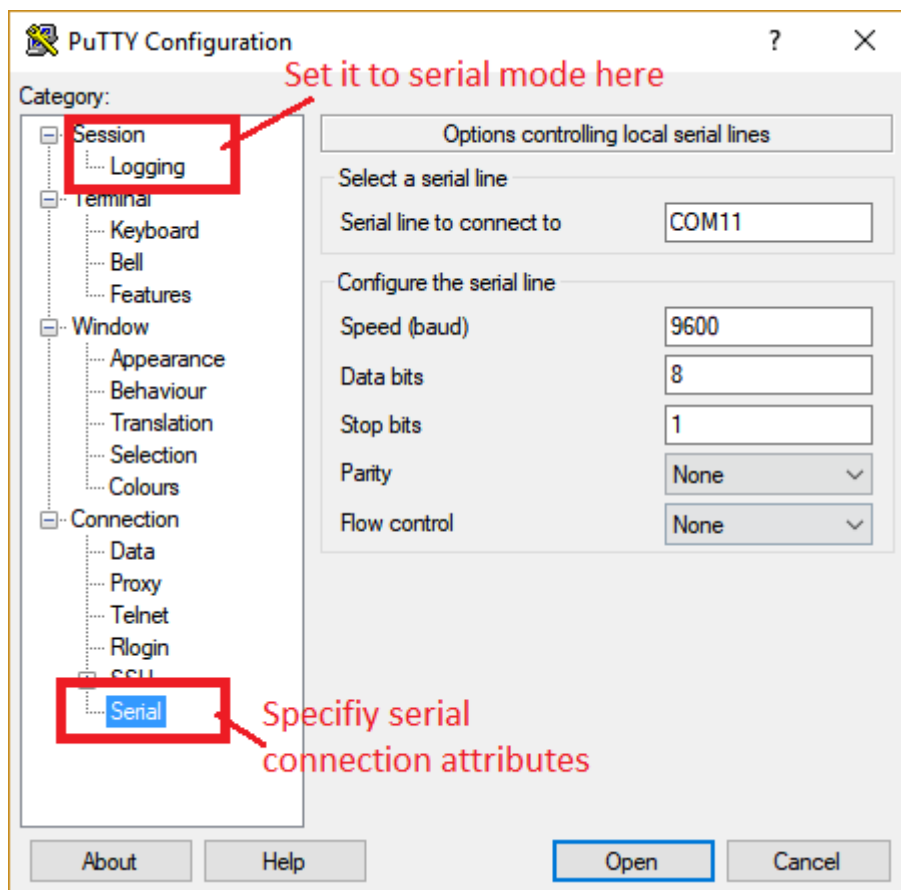 PuTTY Configuration
?
Set it to serial mode here
Category:
Session
Logging
Terminal
Keyboard
Bell
Features
Window
Appearance
Behaviour
Translation
Selection
Colours
Connection
Data
Proxy
Telnet
Rlogin
SSH
Serial
Options controlling local serial lines
Select a serial line
Serial line to connect to
COM11
Configure the serial line
Speed (baud)
9600
Data bits
8
Stop bits
1
Parity
None
Flow control
None
Specifiy serial
connection attributes
About
Help
Open
Cancel